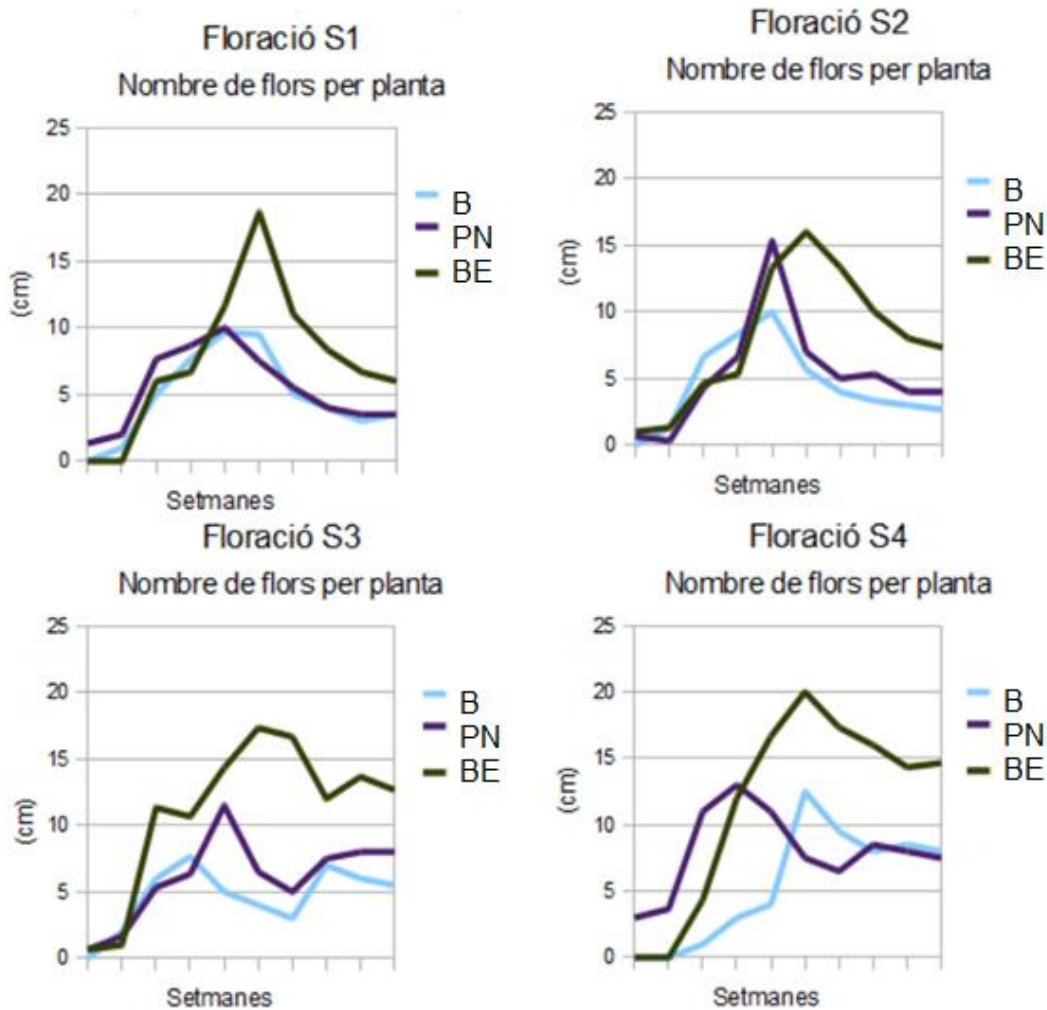 Floració S1
Nombre de flors per planta
25
20
15
10
5
0
(cm)
Setmanes
B
PN
BE
Floració S2
Nombre de flors per planta
25
20
15
10
5
0
(cm)
Setmanes
B
PN
BE
Floració S3
Nombre de flors per planta
25
20
15
10
5
0
(cm)
Setmanes
B
PN
BE
Floració S4
Nombre de flors per planta
25
20
15
10
5
0
(cm)
Setmanes
B
PN
BE